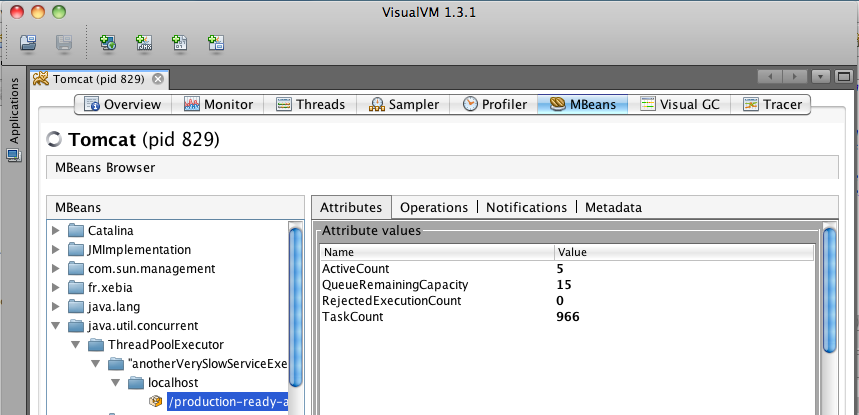 VisualVM 1.3.1
Applications
Tomcat (pid 829)
Overview Monitor Threads Sampler Profiler MBeans Visual GC Tracer
Tomcat (pid 829)
MBeans Browser
MBeans
Catalina
JMImplementation
com.sun.management
fr.xebia
java.lang
java.util.concurrent
ThreadPoolExecutor
"anotherVerySlowServiceExe
localhost
/production-ready-a
Attributes Operations Notifications Metadata
Attribute values
Name Value
ActiveCount 5
QueueRemainingCapacity 15
RejectedExecutionCount 0
TaskCount 966